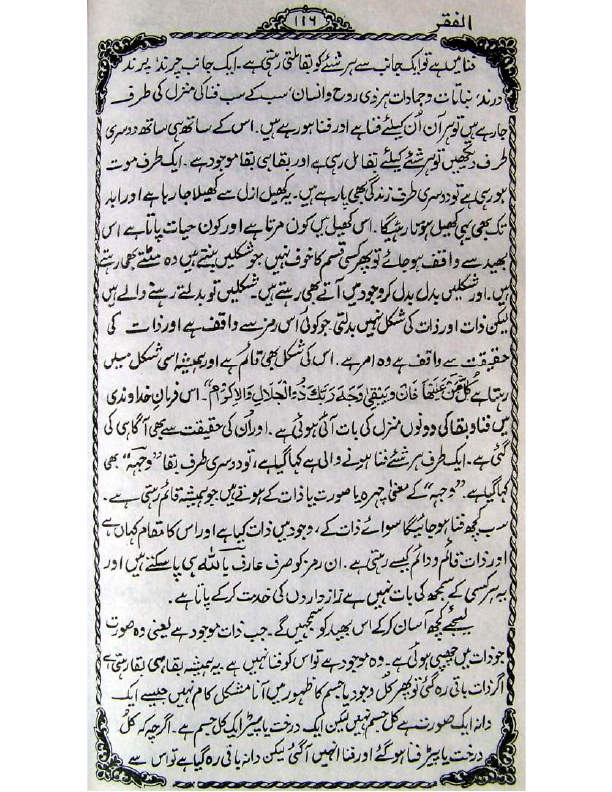 الفقر
۱۱۶
فنا میں ہے تو ایک جانب سے ہر شئے کو بقا ملتی رہتی ہے۔ ایک جانب چرند، پرند
درند، نباتات و جمادات ہر ذی روح و انسان، سب کے سب فنا کی منزل کی طرف
جا رہے ہیں تو ہر آن اُن کیلئے فنا ہے اور فنا ہو رہے ہیں۔ اس کے ساتھ ہی ساتھ دوسری
طرف دیکھیں تو ہر شئے کیلئے بقا مل رہی ہے اور بقا ہی بقا موجود ہے۔ ایک طرف موت
ہو رہی ہے تو دوسری طرف زندگی بھی پا رہے ہیں۔ یہ کھیل ازل سے کھیلا جا رہا ہے اور ابد
تک بھی یہی کھیل ہوتا رہیگا۔ اس کھیل میں کون مرتا ہے اور کون حیات پاتا ہے اس
بھید سے واقف ہو جائے تو پھر کسی قسم کا خوف نہیں جو شکلیں بنتے ہیں وہ مٹتے بھی رہتے
ہیں۔ اور شکلیں بدل بدل کر وجود میں آتے بھی رہتے ہیں۔ شکلیں تو بدلتے رہنے والے ہیں
لیکن ذات اور ذات کی شکل نہیں بدلتی جو کوئی اُس رمز سے واقف ہے اور ذات کی
حقیقت سے واقف ہے وہ امر ہے۔ اس کی شکل بھی قائم ہے اور ہمیشہ اسی شکل میں
رہتا ہے کُلُّ مَنْ عَلَیْھَا فَانٍ وَّیَبْقٰی وَجْہُ رَبِّکَ ذُوالْجَلَالِ وَالْاِکْرَامِ"۔ اس فرمانِ خداوندی
میں فنا و بقا کی دونوں منزل کی بات آئی ہوئی ہے۔ اور اُن کی حقیقت سے بھی آگاہی کی
گئی ہے۔ ایک طرف ہر شئے فنا ہونے والی ہے کہا گیا ہے، تو دوسری طرف بقا "وجہہ" بھی
کہا گیا ہے۔ "وجہہ" کے معنی چہرہ یا صورت یا ذات کے ہوتے ہیں جو ہمیشہ قائم رہتی ہے۔
سب کچھ فنا ہو جائیگا سوائے ذات کے، وجود میں ذات کیا ہے اور اس کا مقام کہاں ہے
اور ذات قائم و دائم کیسے رہتی ہے۔ ان رمز کو صرف عارف باللہ ہی پا سکتے ہیں اور
یہ ہر کسی کے سمجھ کی بات نہیں ہے راز داروں کی خدمت کر کے پاتا ہے۔
لیجئے کچھ آسان کر کے اس بھید کو سمجھیں گے۔ جب ذات موجود ہے یعنی وہ صورت
جو ذات میں چھپی ہوئی ہے۔ وہ موجود ہے تو اس کو فنا نہیں ہے۔ یہ ہمیشہ بقا ہی بقا رہتی ہے
اگر ذات باقی رہ گئی تو پھر کُل وجود یا جسم کا ظہور میں آنا مشکل کام نہیں جیسے ایک
دانہ ایک صورت ہے کل جسم نہیں لیکن ایک درخت یا پیڑ ایک کل جسم ہے۔ اگرچیکہ کُل
درخت یا پیڑ فنا ہو گئے اور فنا انہیں آ گئی لیکن دانہ باقی رہ گیا ہے تو اس سے